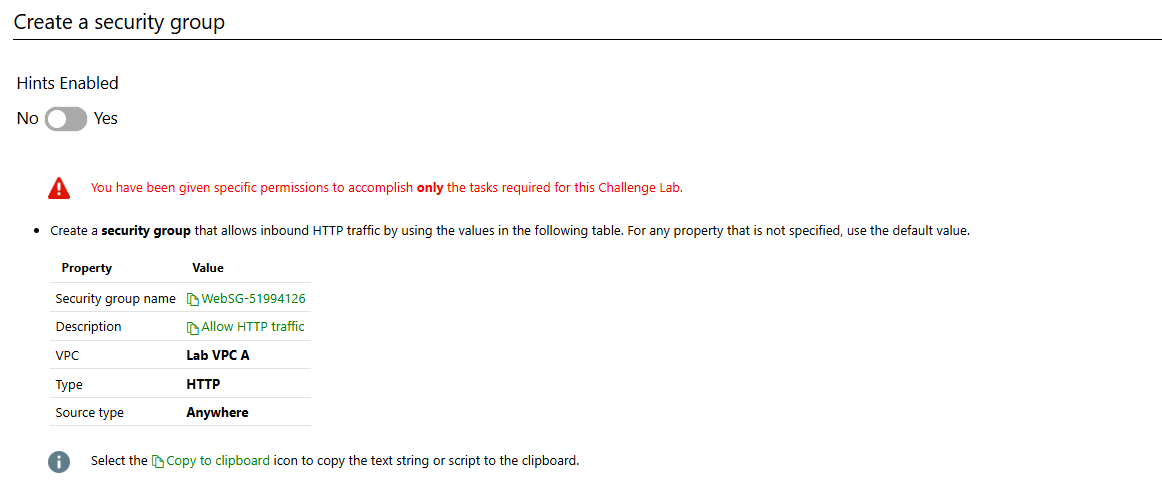 Create a security group
Hints Enabled
No Yes
You have been given specific permissions to accomplish only the tasks required for this Challenge Lab.
• Create a security group that allows inbound HTTP traffic by using the values in the following table. For any property that is not specified, use the default value.
Property Value
Security group name WebSG-51994126
Description Allow HTTP traffic
VPC Lab VPC A
Type HTTP
Source type Anywhere
Select the Copy to clipboard icon to copy the text string or script to the clipboard.